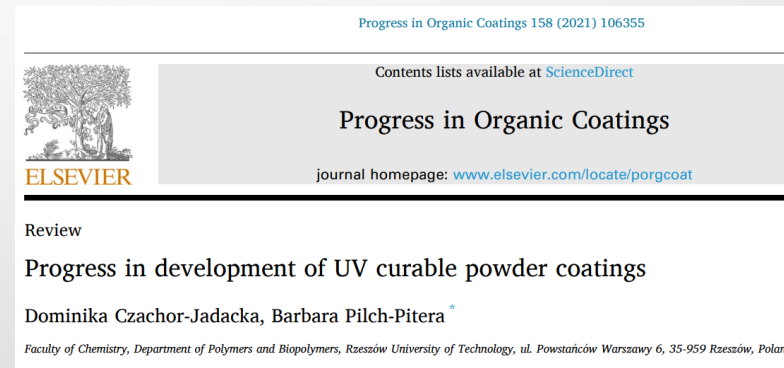 Progress in Organic Coatings 158 (2021) 106355
Contents lists available at ScienceDirect
Progress in Organic Coatings
journal homepage: www.elsevier.com/locate/porgcoat
ELSEVIER
Review
Progress in development of UV curable powder coatings
Dominika Czachor-Jadacka, Barbara Pilch-Pitera *
Faculty of Chemistry, Department of Polymers and Biopolymers, Rzeszów University of Technology, ul. Powstańców Warszawy 6, 35-959 Rzeszów, Polan